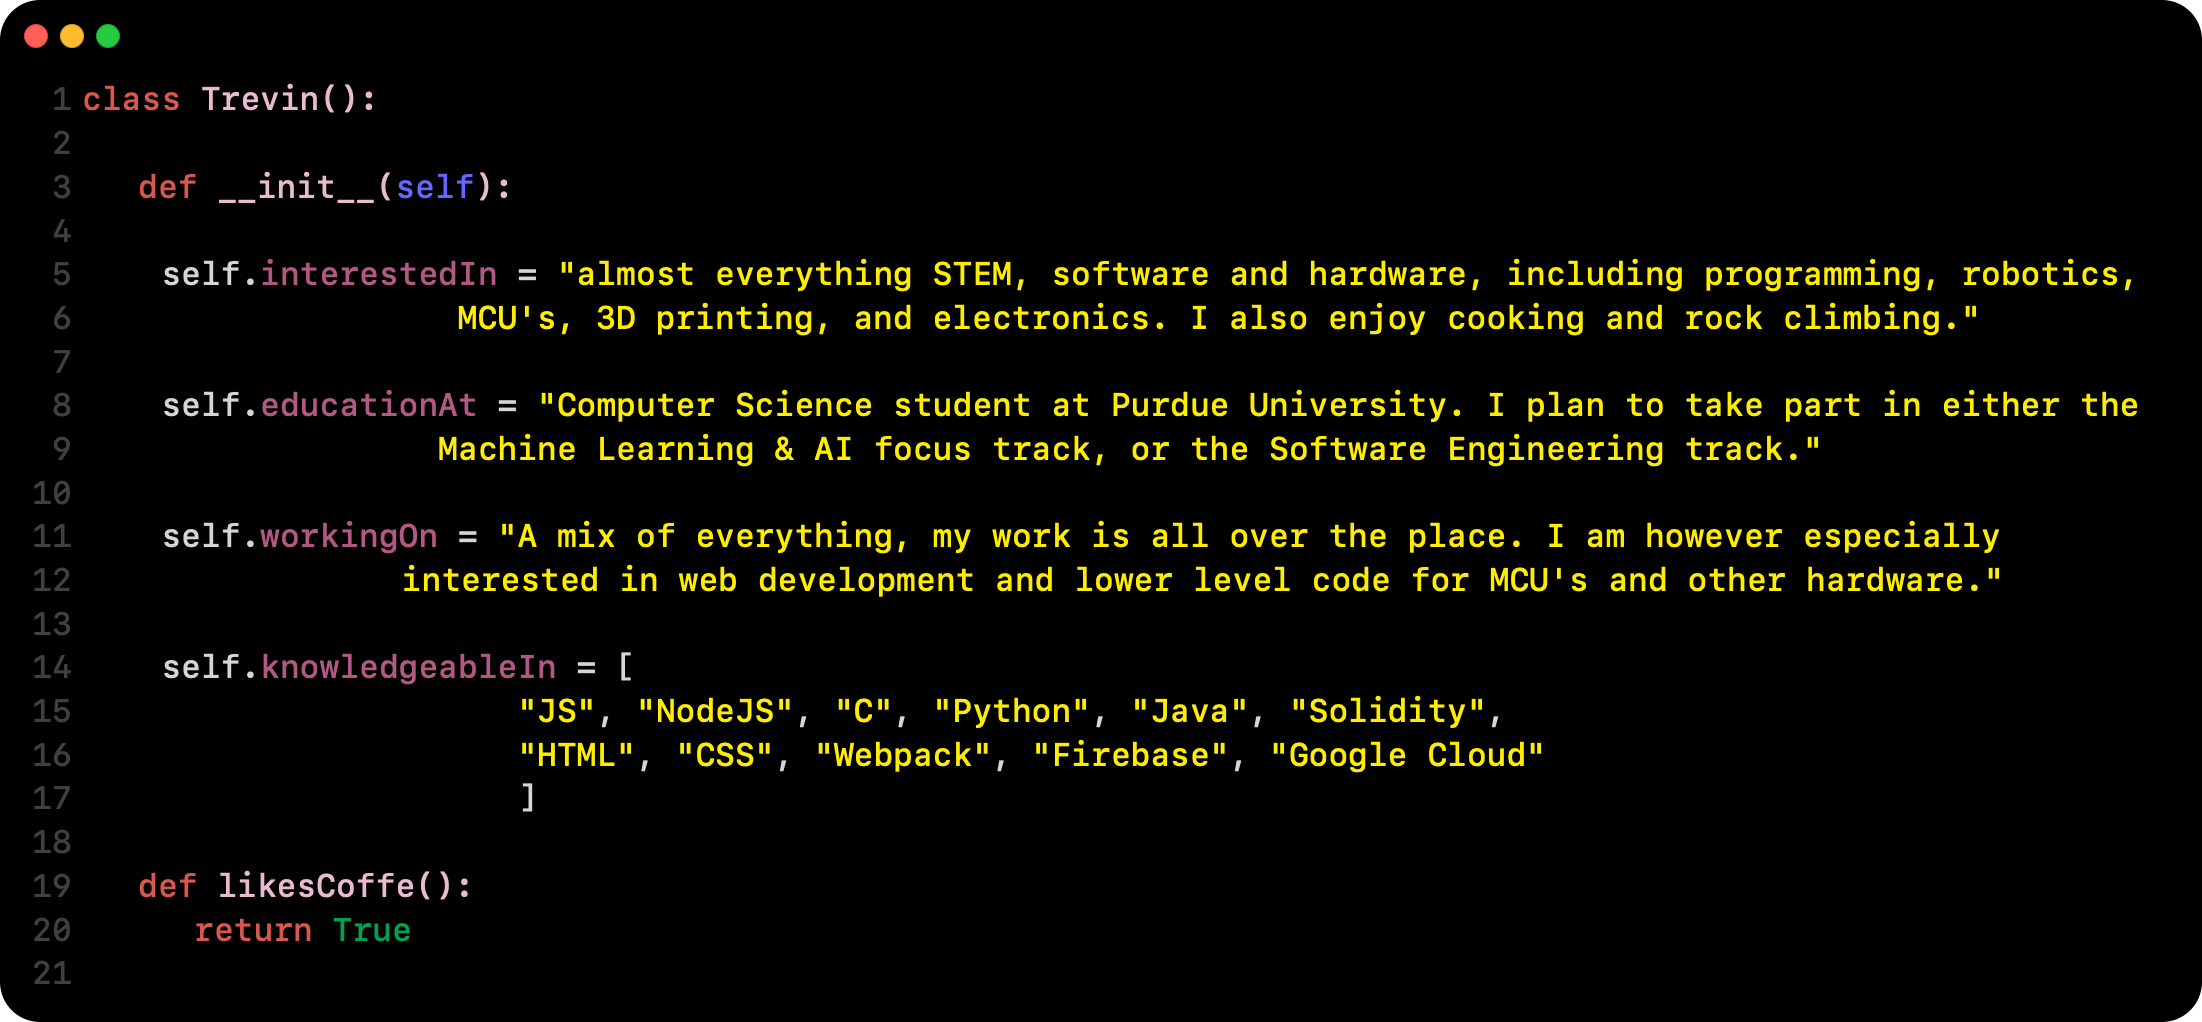 1 class Trevin():
2
3 def __init__(self):
4
5 self.interestedIn = "almost everything STEM, software and hardware, including programming, robotics,
6 MCU's, 3D printing, and electronics. I also enjoy cooking and rock climbing."
7
8 self.educationAt = "Computer Science student at Purdue University. I plan to take part in either the
9 Machine Learning & AI focus track, or the Software Engineering track."
10
11 self.workingOn = "A mix of everything, my work is all over the place. I am however especially
12 interested in web development and lower level code for MCU's and other hardware."
13
14 self.knowledgeableIn = [
15 "JS", "NodeJS", "C", "Python", "Java", "Solidity",
16 "HTML", "CSS", "Webpack", "Firebase", "Google Cloud"
17 ]
18
19 def likesCoffe():
20 return True
21